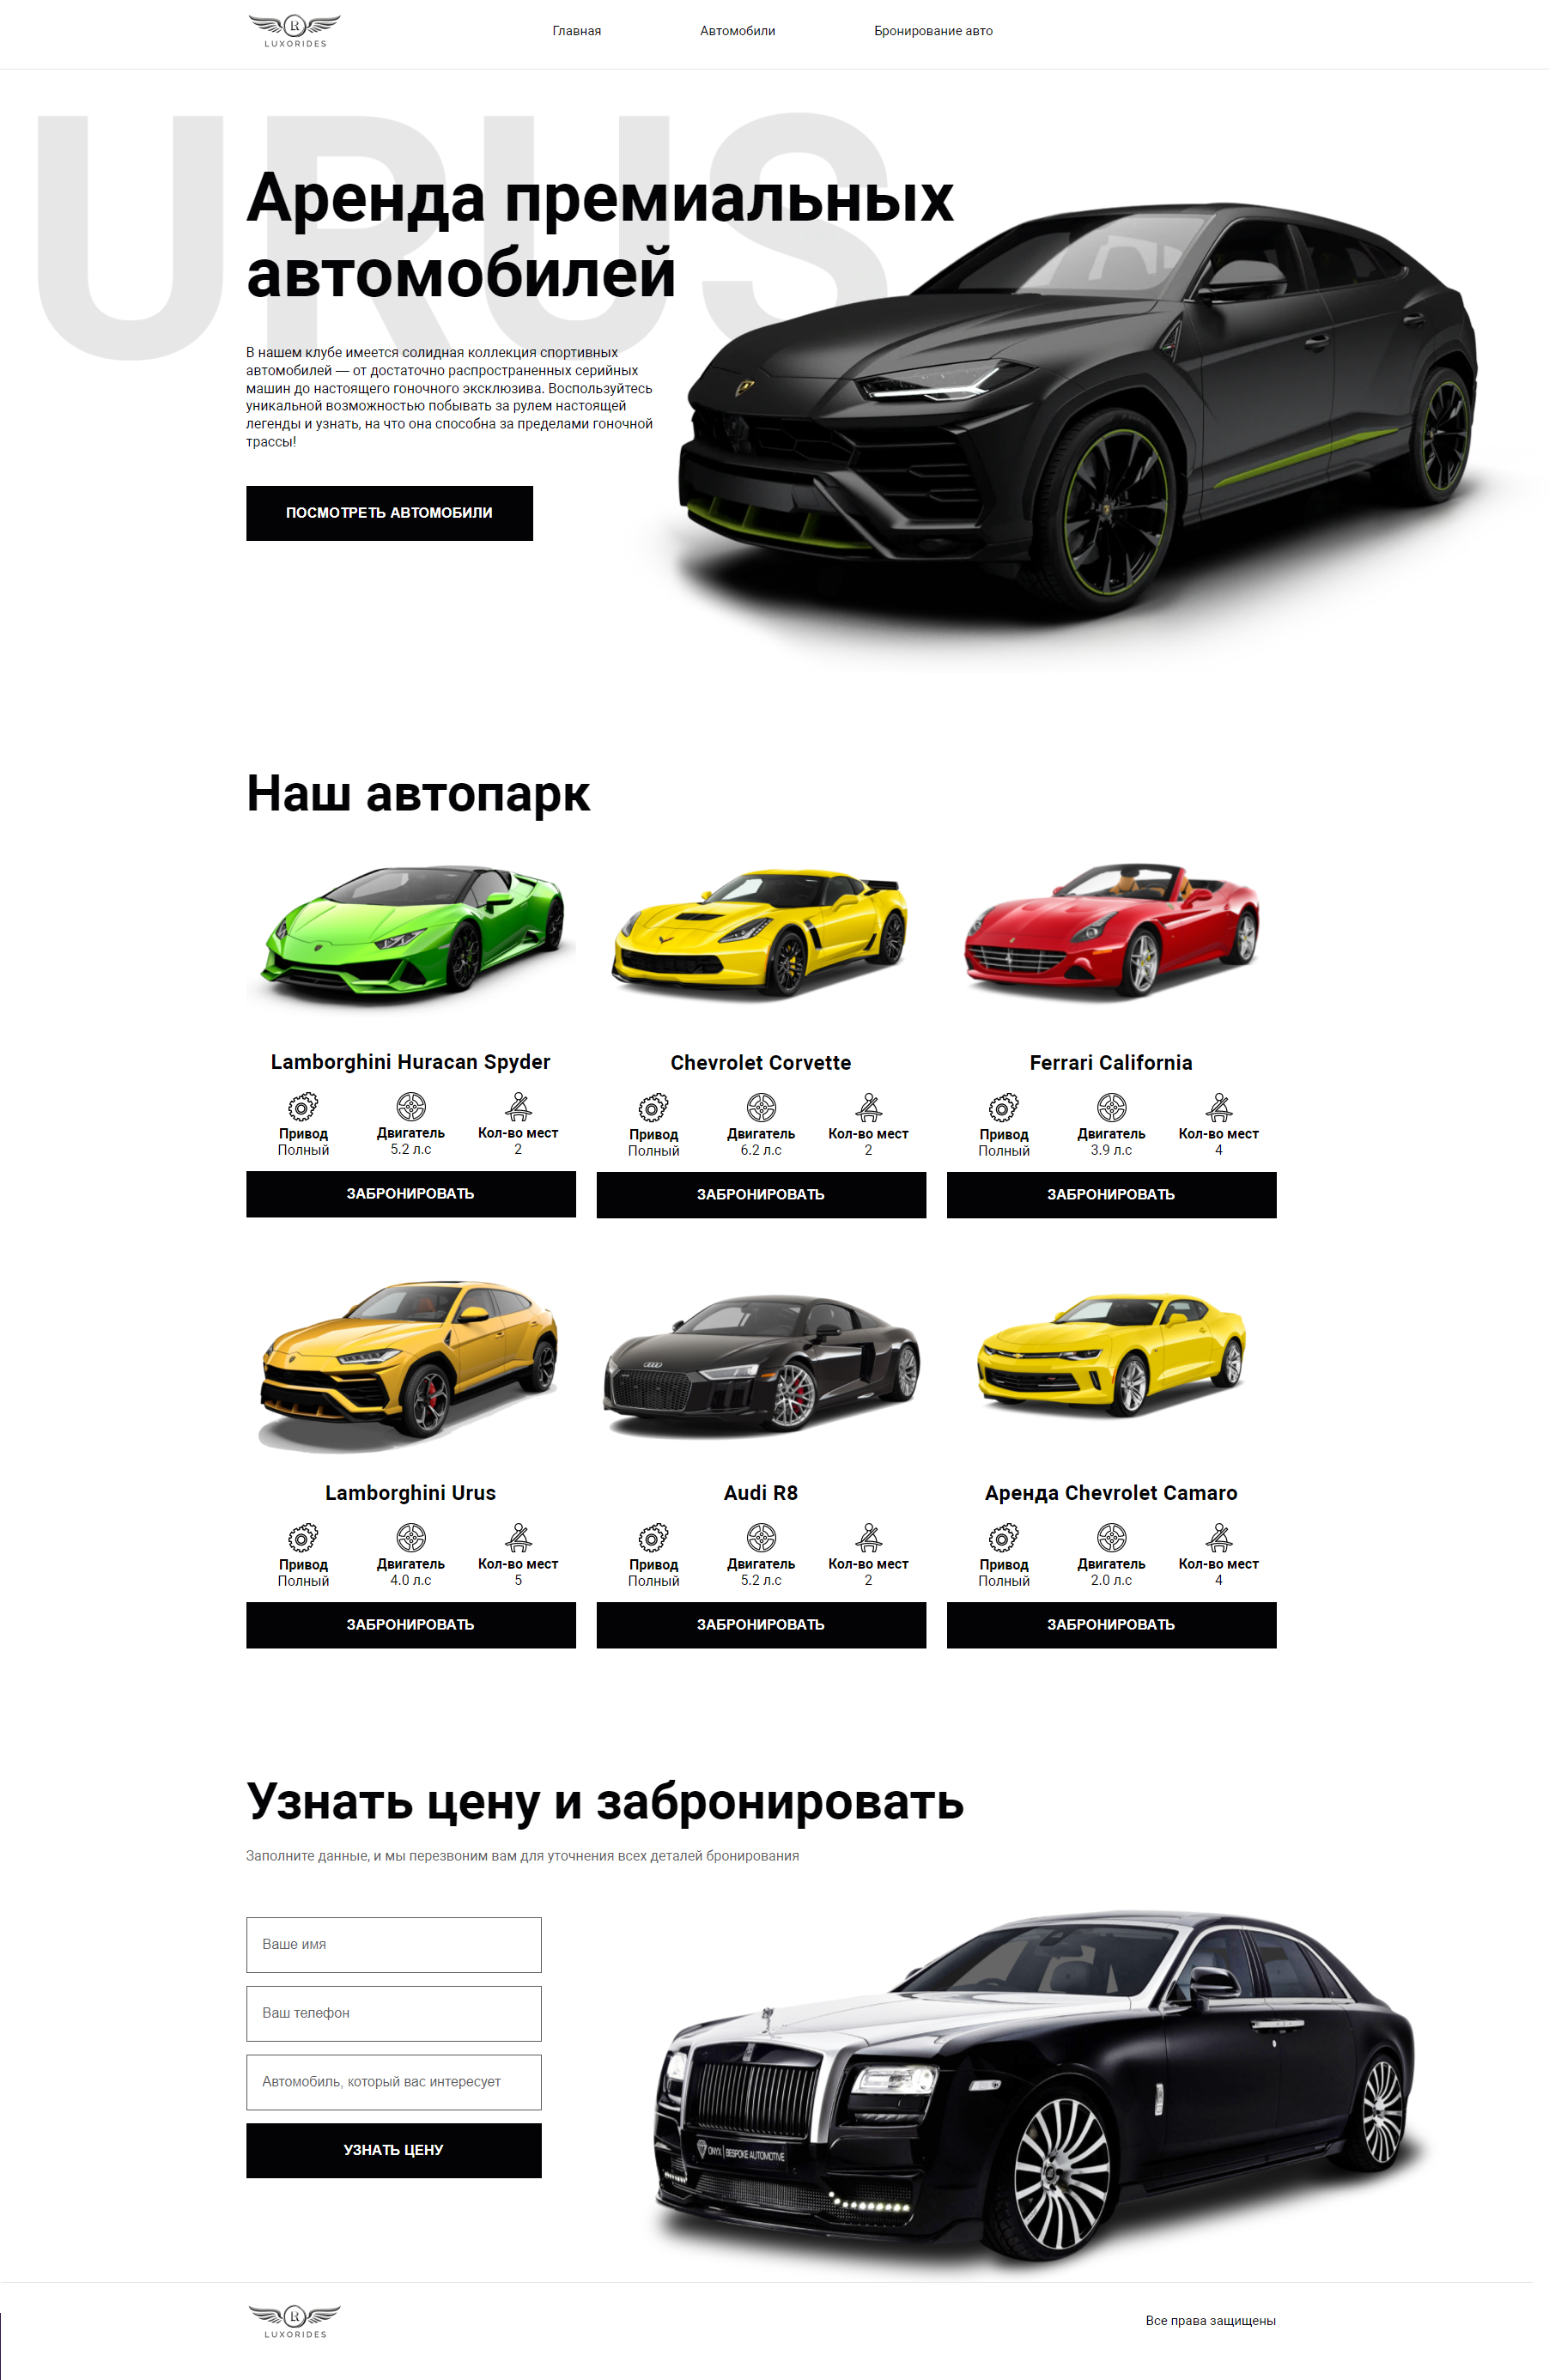 LR
LUXORIDES
Главная
Автомобили
Бронирование авто
URUS
Аренда премиальных
автомобилей
В нашем клубе имеется солидная коллекция спортивных
автомобилей — от достаточно распространенных серийных
машин до настоящего гоночного эксклюзива. Воспользуйтесь
уникальной возможностью побывать за рулем настоящей
легенды и узнать, на что она способна за пределами гоночной
трассы!
ПОСМОТРЕТЬ АВТОМОБИЛИ
Наш автопарк
Lamborghini Huracan Spyder
Привод
Полный
Двигатель
5.2 л.с
Кол-во мест
2
ЗАБРОНИРОВАТЬ
Chevrolet Corvette
Привод
Полный
Двигатель
6.2 л.с
Кол-во мест
2
ЗАБРОНИРОВАТЬ
Ferrari California
Привод
Полный
Двигатель
3.9 л.с
Кол-во мест
4
ЗАБРОНИРОВАТЬ
Lamborghini Urus
Привод
Полный
Двигатель
4.0 л.с
Кол-во мест
5
ЗАБРОНИРОВАТЬ
Audi R8
Привод
Полный
Двигатель
5.2 л.с
Кол-во мест
2
ЗАБРОНИРОВАТЬ
Аренда Chevrolet Camaro
Привод
Полный
Двигатель
2.0 л.с
Кол-во мест
4
ЗАБРОНИРОВАТЬ
Узнать цену и забронировать
Заполните данные, и мы перезвоним вам для уточнения всех деталей бронирования
Ваше имя
Ваш телефон
Автомобиль, который вас интересует
УЗНАТЬ ЦЕНУ
ONYX | BESPOKE AUTOMOTIVE
LR
LUXORIDES
Все права защищены